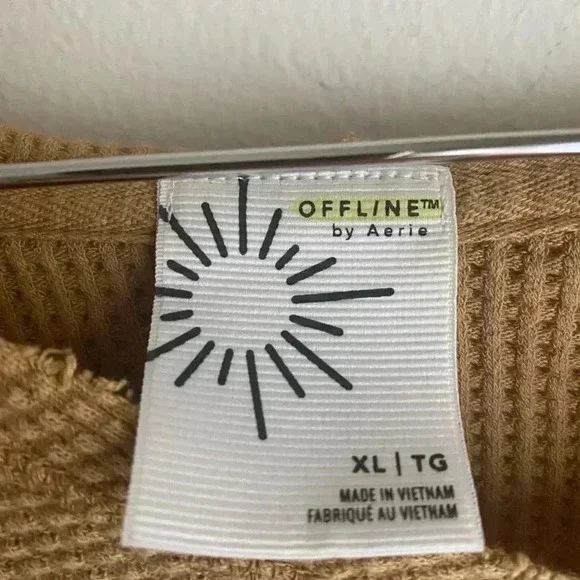 OFFLINE™
by Aerie
XL | TG
MADE IN VIETNAM
FABRIQUÉ AU VIETNAM